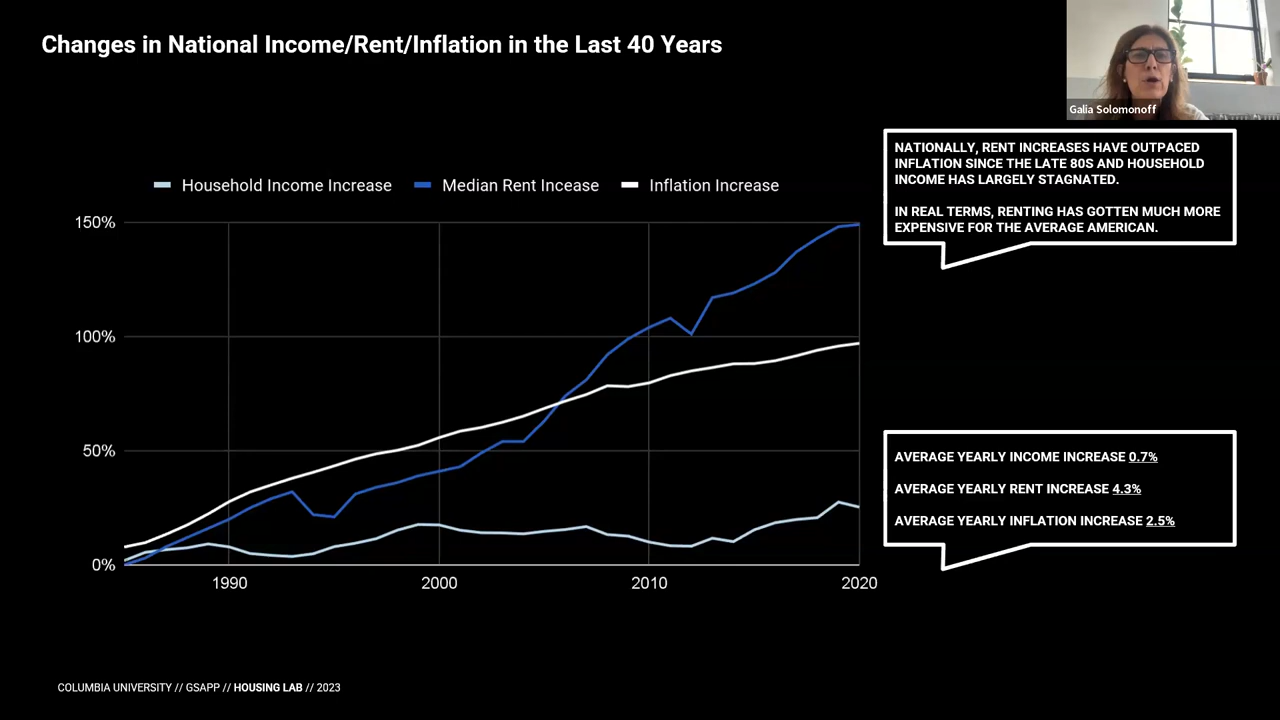 Changes in National Income/Rent/Inflation in the Last 40 Years
Galia Solomonoff
NATIONALLY, RENT INCREASES HAVE OUTPACED
INFLATION SINCE THE LATE 80S AND HOUSEHOLD
INCOME HAS LARGELY STAGNATED.
IN REAL TERMS, RENTING HAS GOTTEN MUCH MORE
EXPENSIVE FOR THE AVERAGE AMERICAN.
Household Income Increase
Median Rent Incease
Inflation Increase
150%
100%
50%
0%
1990
2000
2010
2020
AVERAGE YEARLY INCOME INCREASE 0.7%
AVERAGE YEARLY RENT INCREASE 4.3%
AVERAGE YEARLY INFLATION INCREASE 2.5%
COLUMBIA UNIVERSITY // GSAPP // HOUSING LAB // 2023